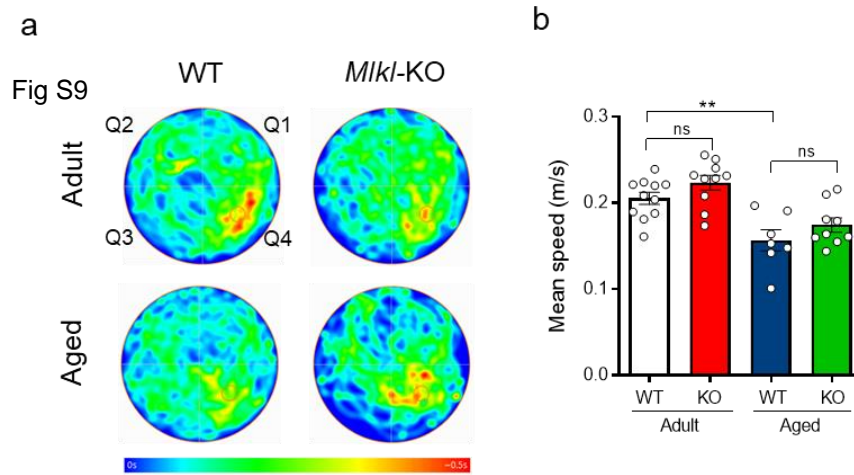 a
WT
Mlkl-KO
Fig S9
Adult
Q2
Q1
Q3
Q4
Aged
0s
~0.5s
b
Mean speed (m/s)
0.3
0.2
0.1
0.0
**
ns
ns
WT
KO
WT
KO
Adult
Aged